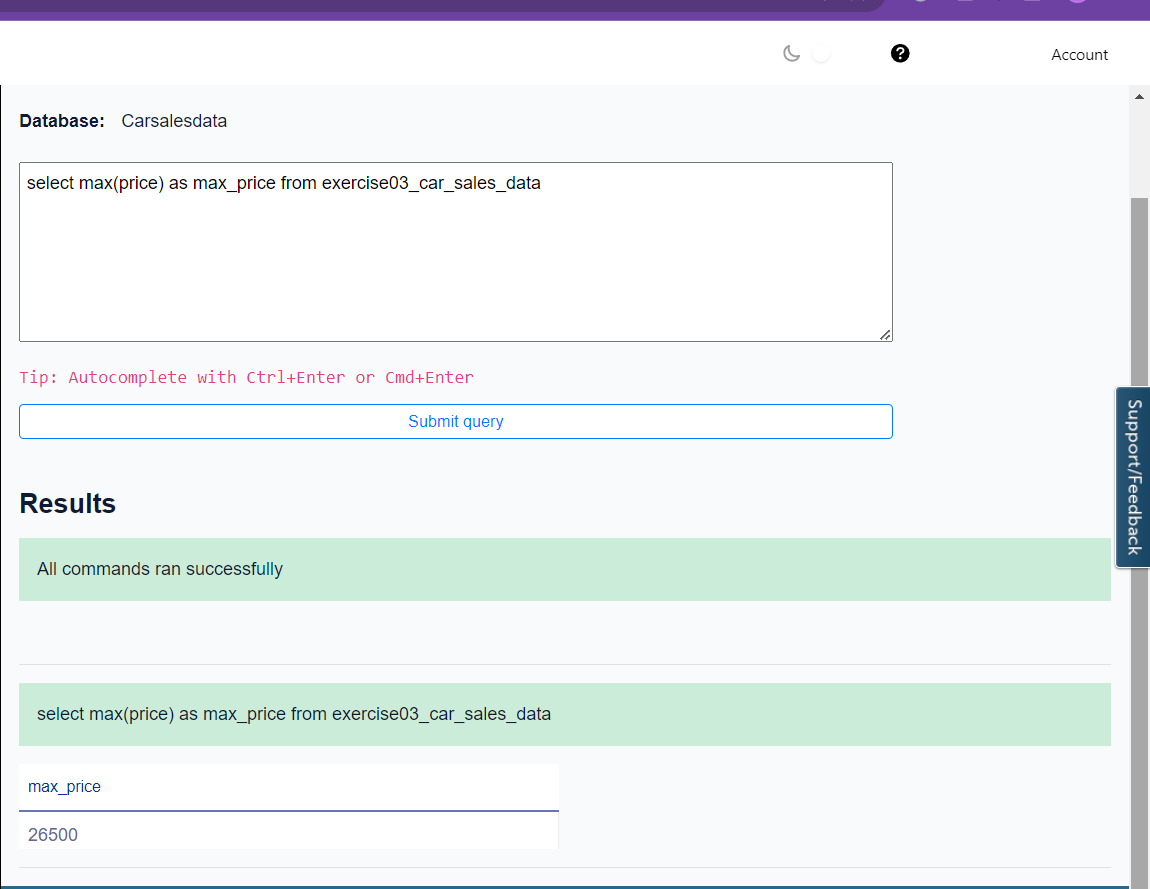 Account
Database: Carsalesdata
select max(price) as max_price from exercise03_car_sales_data
Tip: Autocomplete with Ctrl+Enter or Cmd+Enter
Submit query
Support/Feedback
Results
All commands ran successfully
select max(price) as max_price from exercise03_car_sales_data
max_price
26500